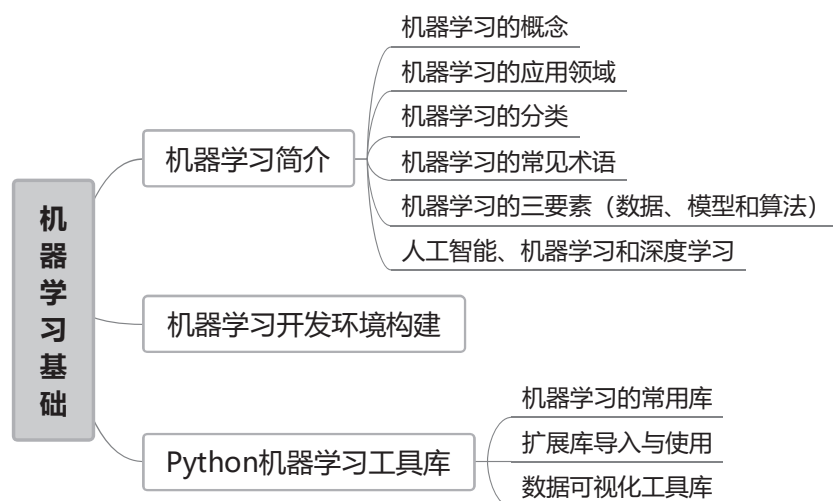 机器学习基础
机器学习简介
机器学习的概念
机器学习的应用领域
机器学习的分类
机器学习的常见术语
机器学习的三要素（数据、模型和算法）
人工智能、机器学习和深度学习
机器学习开发环境构建
Python机器学习工具库
机器学习的常用库
扩展库导入与使用
数据可视化工具库